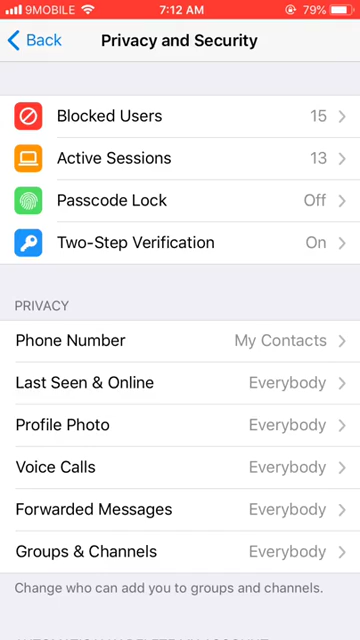 9MOBILE 7:12 AM 79%
Back Privacy and Security
Blocked Users 15
Active Sessions 13
Passcode Lock Off
Two-Step Verification On
PRIVACY
Phone Number My Contacts
Last Seen & Online Everybody
Profile Photo Everybody
Voice Calls Everybody
Forwarded Messages Everybody
Groups & Channels Everybody
Change who can add you to groups and channels.